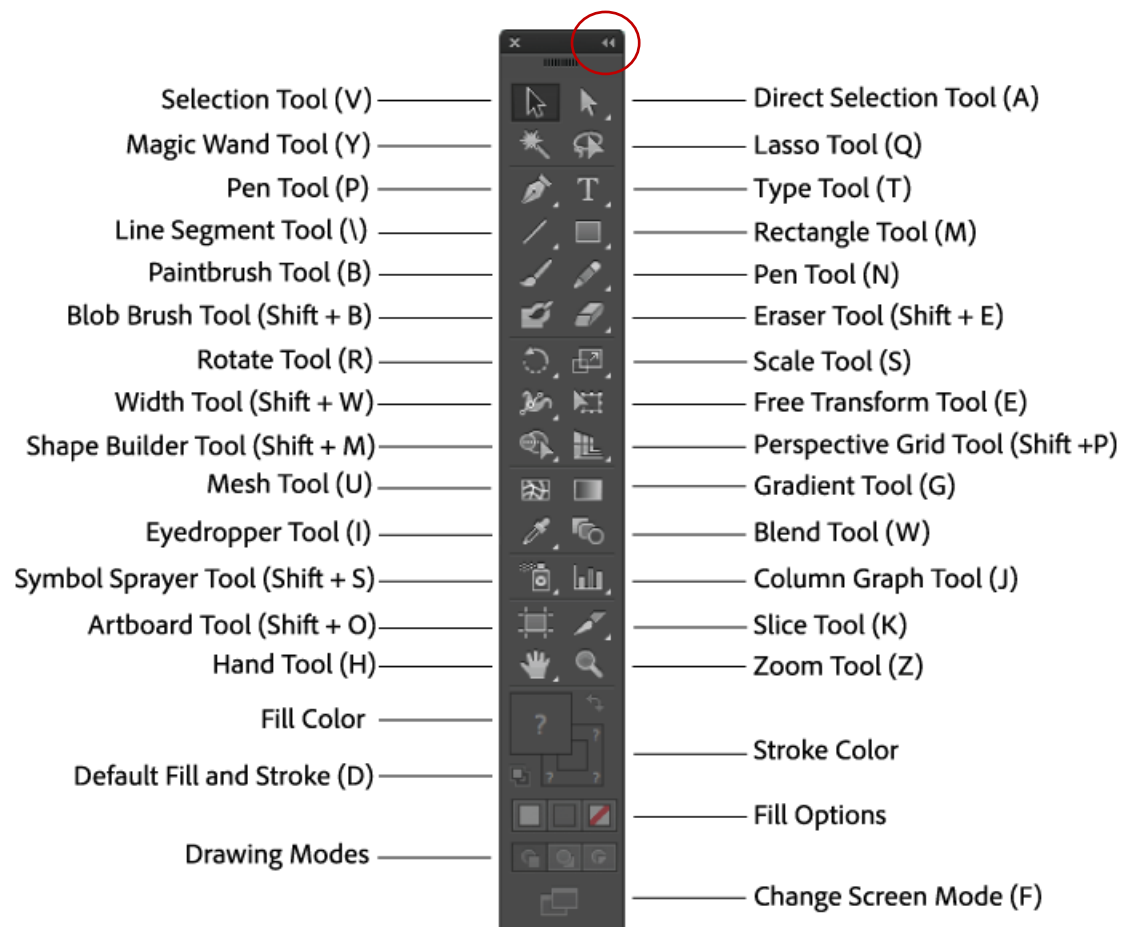 Selection Tool (V)
Direct Selection Tool (A)
Magic Wand Tool (Y)
Lasso Tool (Q)
Pen Tool (P)
Type Tool (T)
Line Segment Tool (\)
Rectangle Tool (M)
Paintbrush Tool (B)
Pen Tool (N)
Blob Brush Tool (Shift + B)
Eraser Tool (Shift + E)
Rotate Tool (R)
Scale Tool (S)
Width Tool (Shift + W)
Free Transform Tool (E)
Shape Builder Tool (Shift + M)
Perspective Grid Tool (Shift +P)
Mesh Tool (U)
Gradient Tool (G)
Eyedropper Tool (I)
Blend Tool (W)
Symbol Sprayer Tool (Shift + S)
Column Graph Tool (J)
Artboard Tool (Shift + O)
Slice Tool (K)
Hand Tool (H)
Zoom Tool (Z)
Fill Color
Stroke Color
Default Fill and Stroke (D)
Fill Options
Drawing Modes
Change Screen Mode (F)